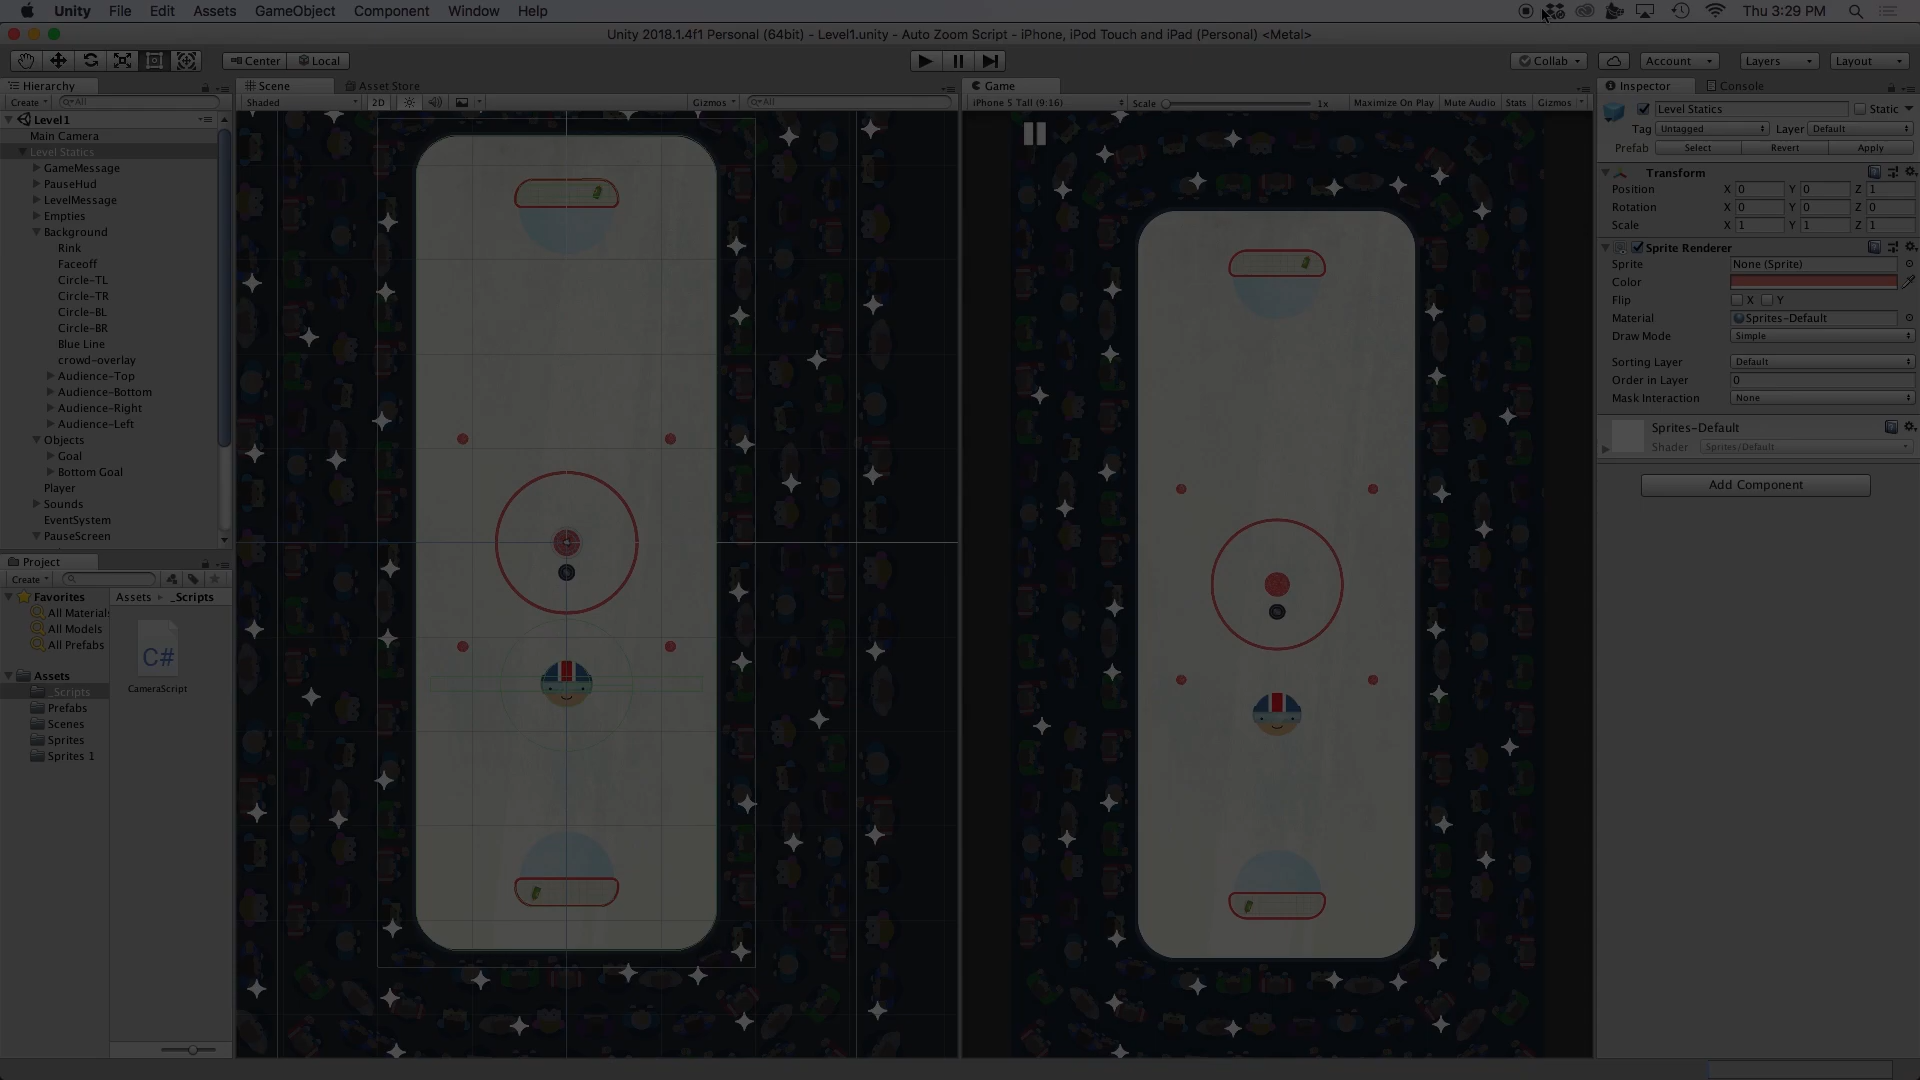 Unity File Edit Assets GameObject Component Window Help Thu 3:29 PM
Unity 2018.1.4f1 Personal (64bit) - Level1.unity - Auto Zoom Script - iPhone, iPod Touch and iPad (Personal) <Metal>
Center Local Collab Account Layers Layout
Hierarchy
Create All
Level1
Main Camera
Level Statics
GameMessage
PauseHud
LevelMessage
Empties
Background
Rink
Faceoff
Circle-TL
Circle-TR
Circle-BL
Circle-BR
Blue Line
crowd-overlay
Audience-Top
Audience-Bottom
Audience-Right
Audience-Left
Objects
Goal
Bottom Goal
Player
Sounds
EventSystem
PauseScreen
Project
Create
Favorites
All Materials
All Models
All Prefabs
Assets
_Scripts
Prefabs
Scenes
Sprites
Sprites 1
Assets _Scripts
C#
CameraScript
Scene Asset Store
Shaded 2D Gizmos All
Game
iPhone 5 Tall (9:16) Scale 1x Maximize On Play Mute Audio Stats Gizmos
Inspector Console
Level Statics Static
Tag Untagged Layer Default
Prefab Select Revert Apply
Transform
Position X 0 Y 0 Z 1
Rotation X 0 Y 0 Z 0
Scale X 1 Y 1 Z 1
Sprite Renderer
Sprite None (Sprite)
Color
Flip X Y
Material Sprites-Default
Draw Mode Simple
Sorting Layer Default
Order in Layer 0
Mask Interaction None
Sprites-Default
Shader Sprites/Default
Add Component